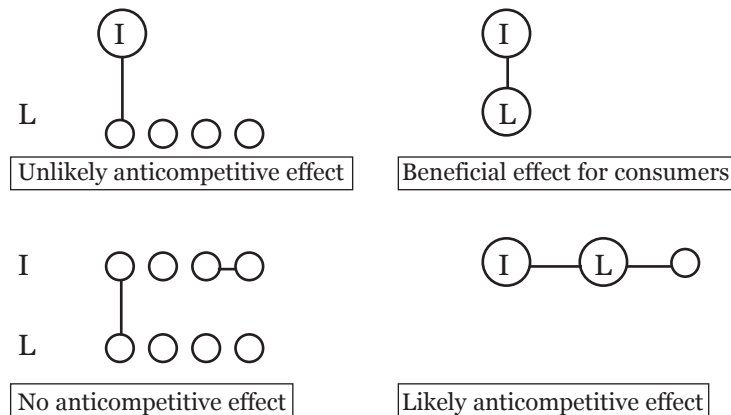 I I
L L
Unlikely anticompetitive effect Beneficial effect for consumers
I I L
L
No anticompetitive effect Likely anticompetitive effect